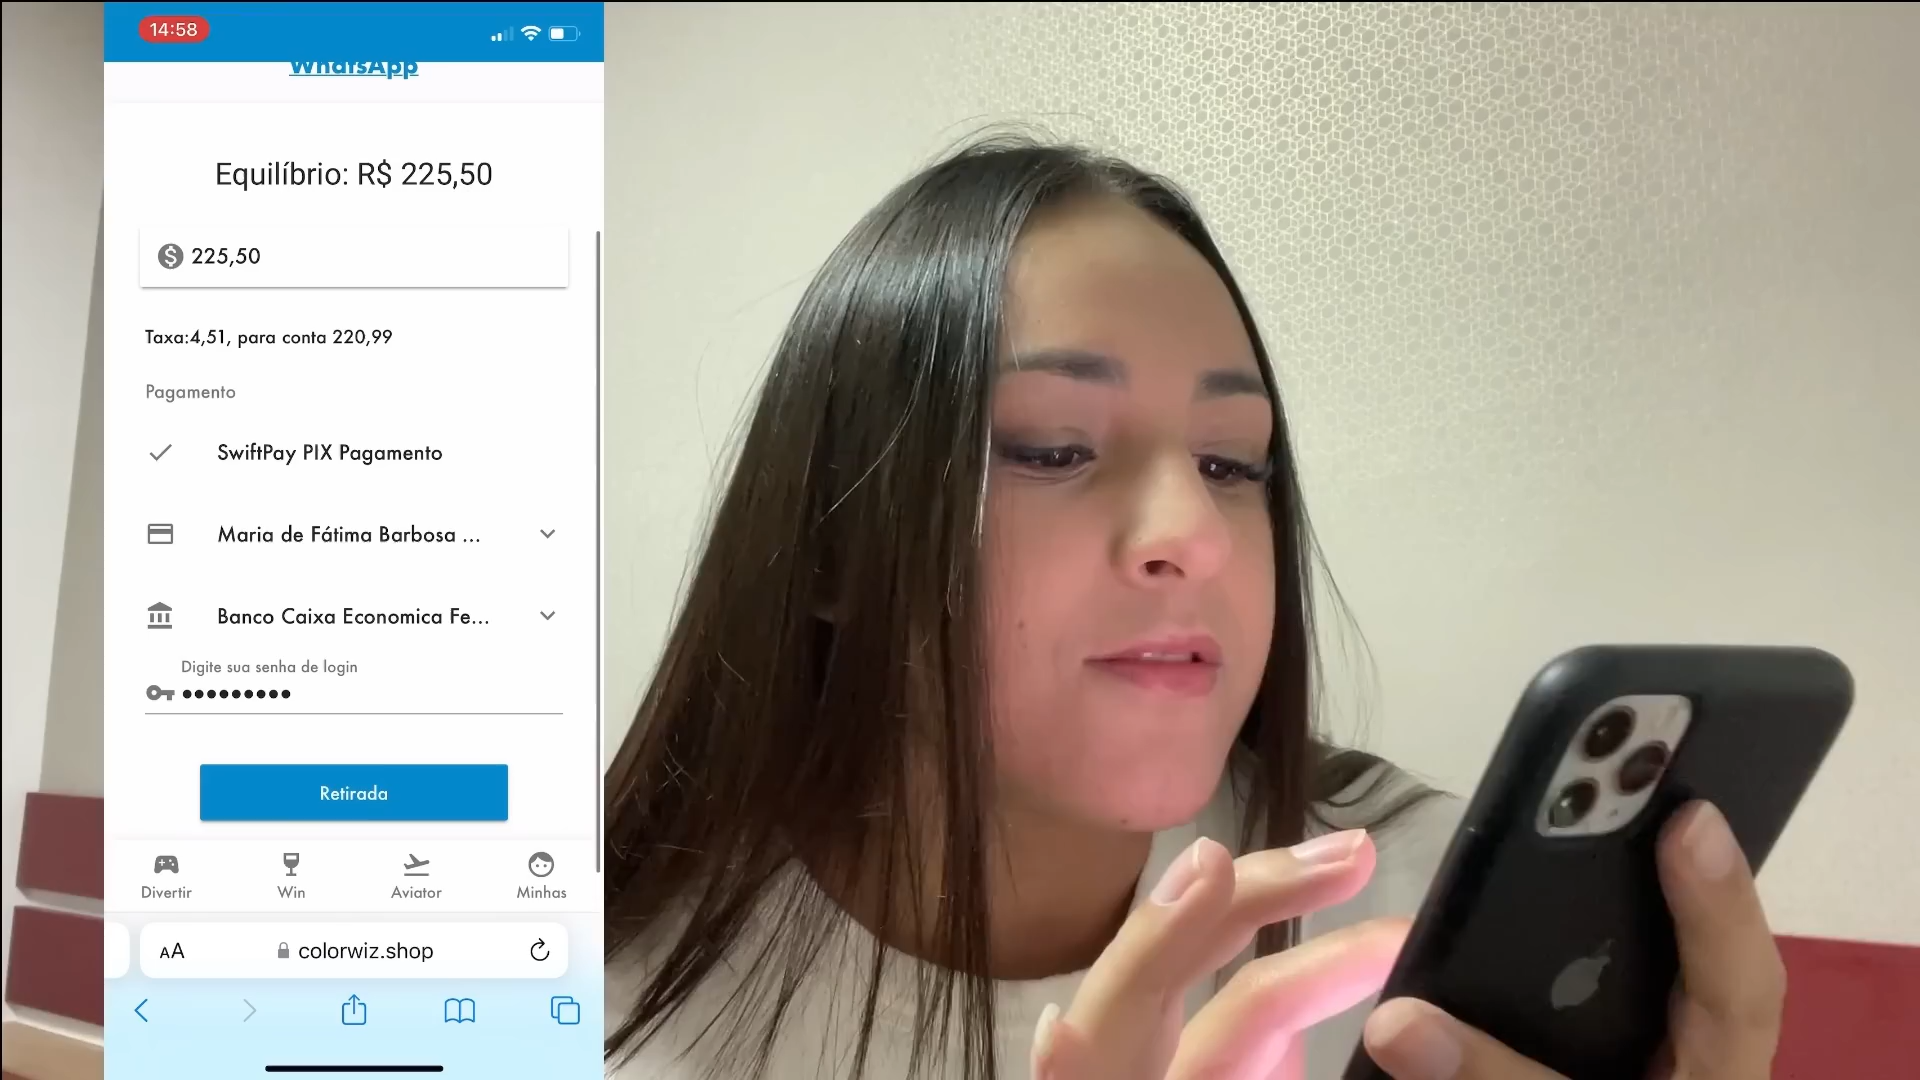 14:58
WhatsApp
Equilíbrio: R$ 225,50
225,50
Taxa:4,51, para conta 220,99
Pagamento
SwiftPay PIX Pagamento
Maria de Fátima Barbosa ...
Banco Caixa Economica Fe...
Digite sua senha de login
Retirada
Divertir Win Aviator Minhas
AA colorwiz.shop